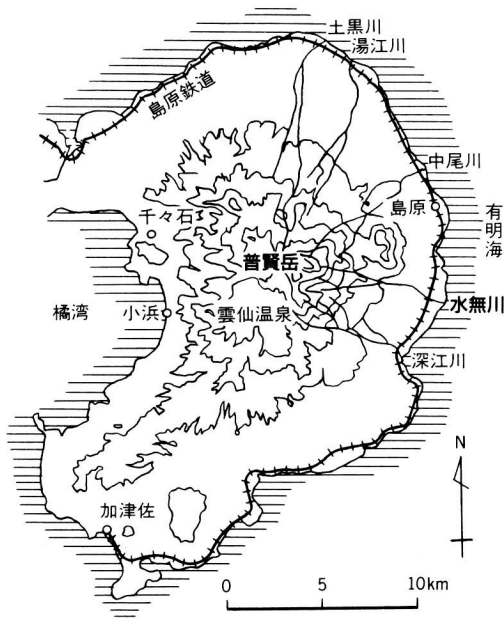 土黒川
湯江川
島原鉄道
中尾川
島原
有明海
千々石
普賢岳
橘湾
小浜
雲仙温泉
水無川
深江川
N
加津佐
0 5 10km